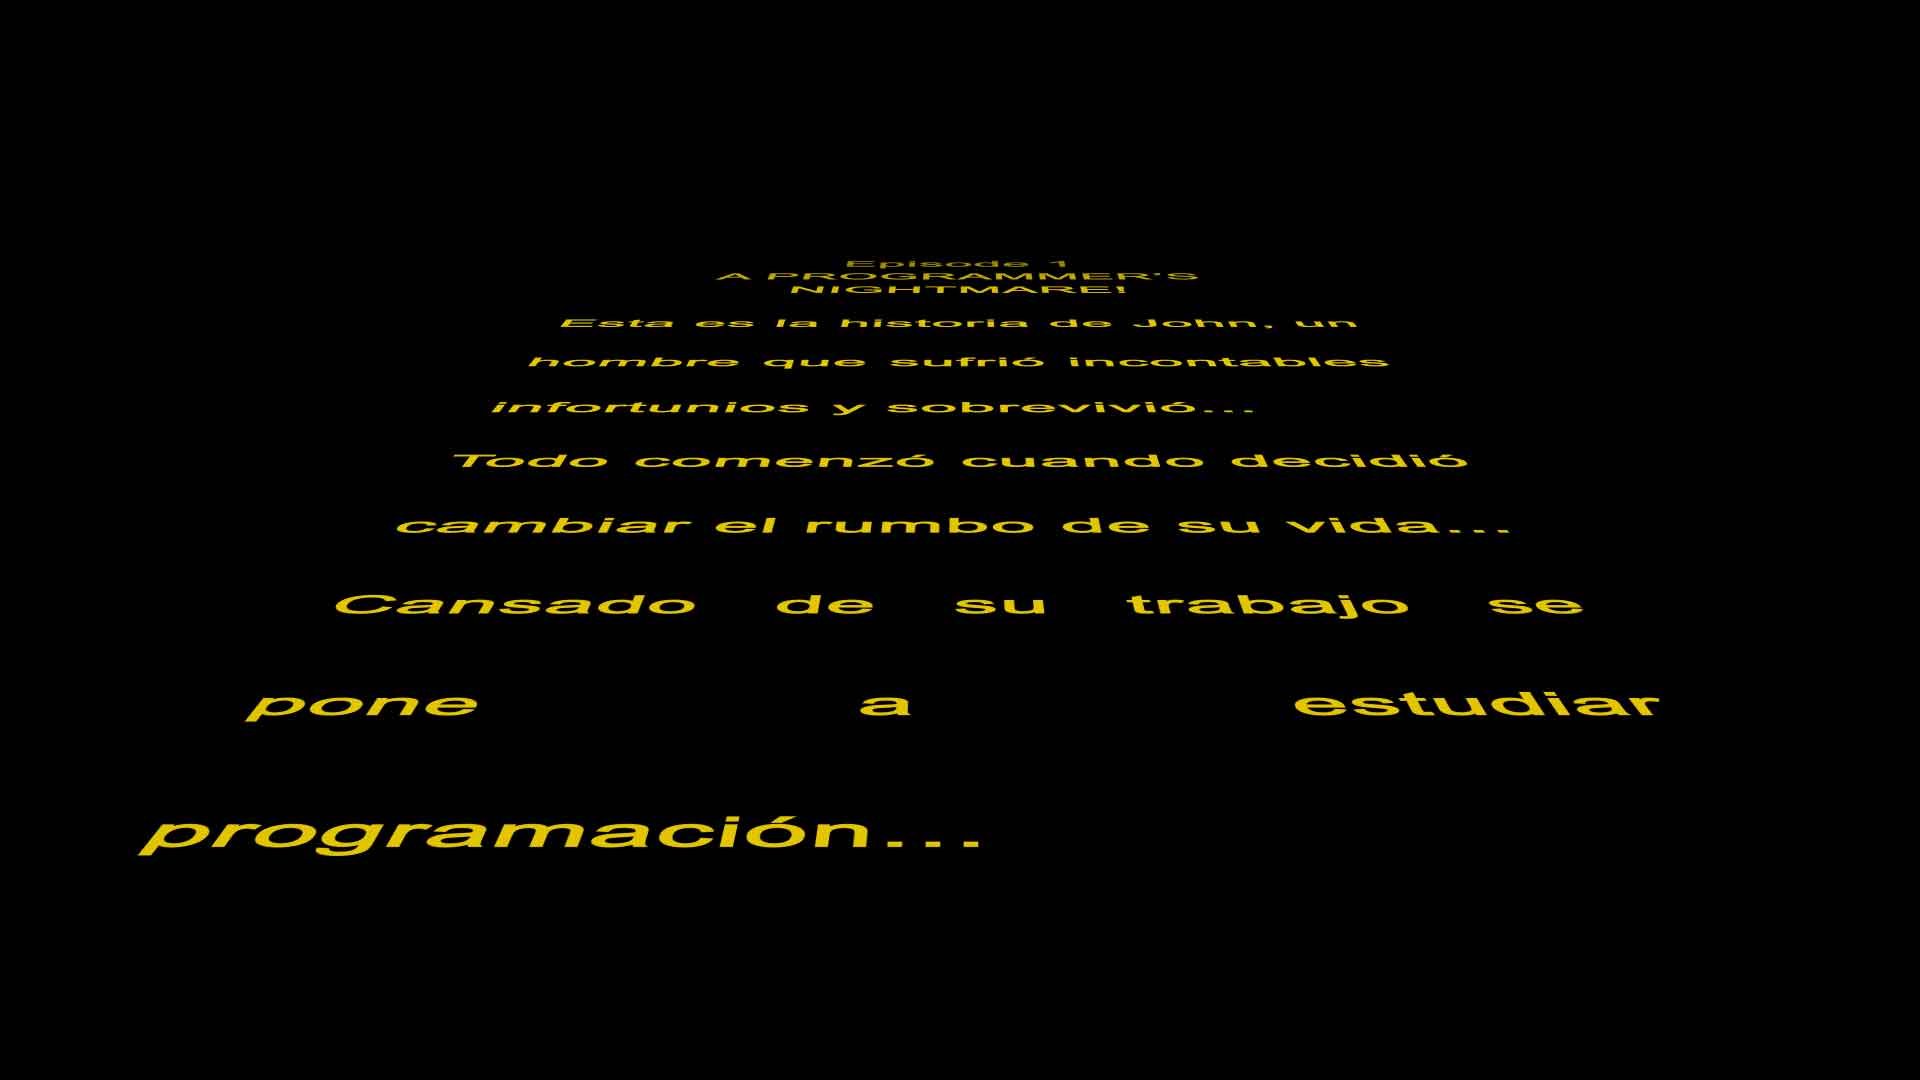 Episode 1
A PROGRAMMER'S
NIGHTMARE!
Esta es la historia de John, un
hombre que sufrió incontables
infortunios y sobrevivió...
Todo comenzó cuando decidió
cambiar el rumbo de su vida...
Cansado de su trabajo se
pone a estudiar
programación...